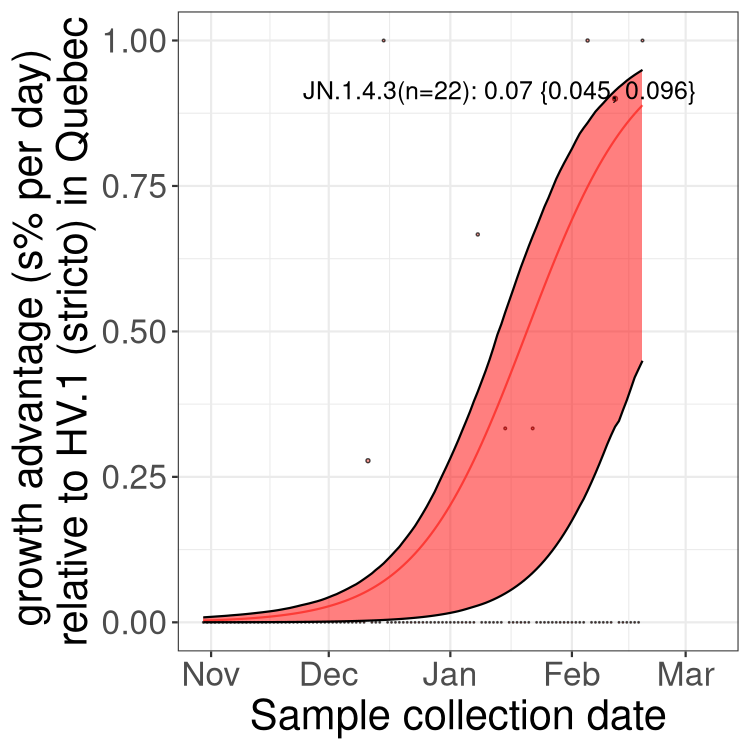 growth advantage (s% per day)
relative to HV.1 (stricto) in Quebec
1.00
0.75
0.50
0.25
0.00
JN.1.4.3(n=22): 0.07 {0.045, 0.096}
Nov Dec Jan Feb Mar
Sample collection date